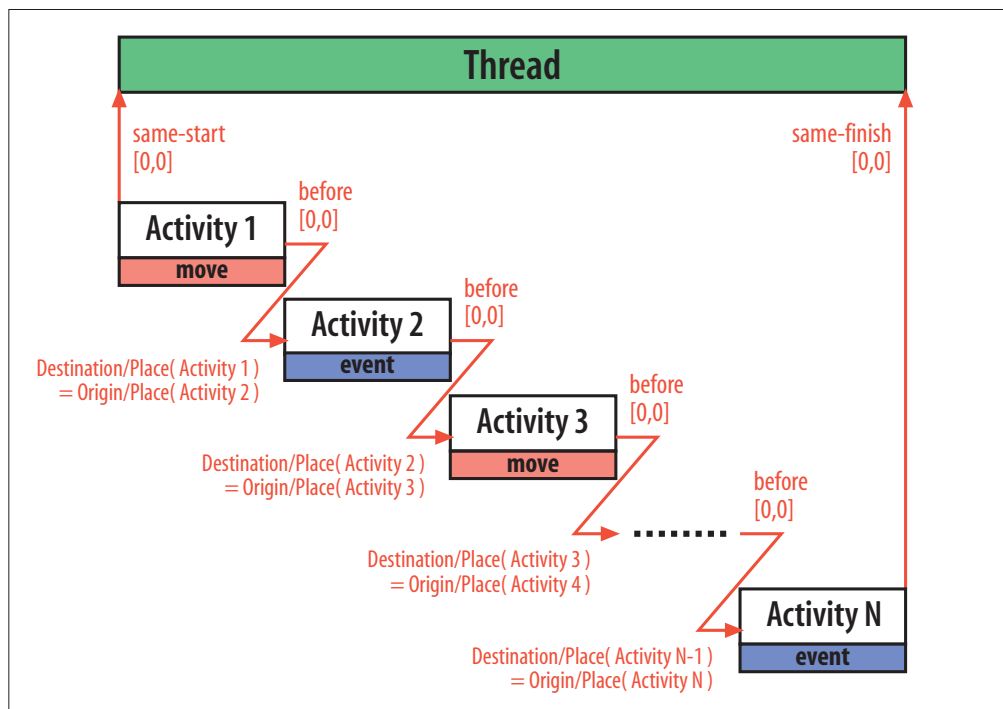 Thread
same-start
[0,0]
same-finish
[0,0]
before
[0,0]
Activity 1
move
before
[0,0]
Activity 2
event
Destination/Place( Activity 1 )
= Origin/Place( Activity 2 )
before
[0,0]
Activity 3
move
Destination/Place( Activity 2 )
= Origin/Place( Activity 3 )
before
[0,0]
Destination/Place( Activity 3 )
= Origin/Place( Activity 4 )
Activity N
event
Destination/Place( Activity N-1 )
= Origin/Place( Activity N )